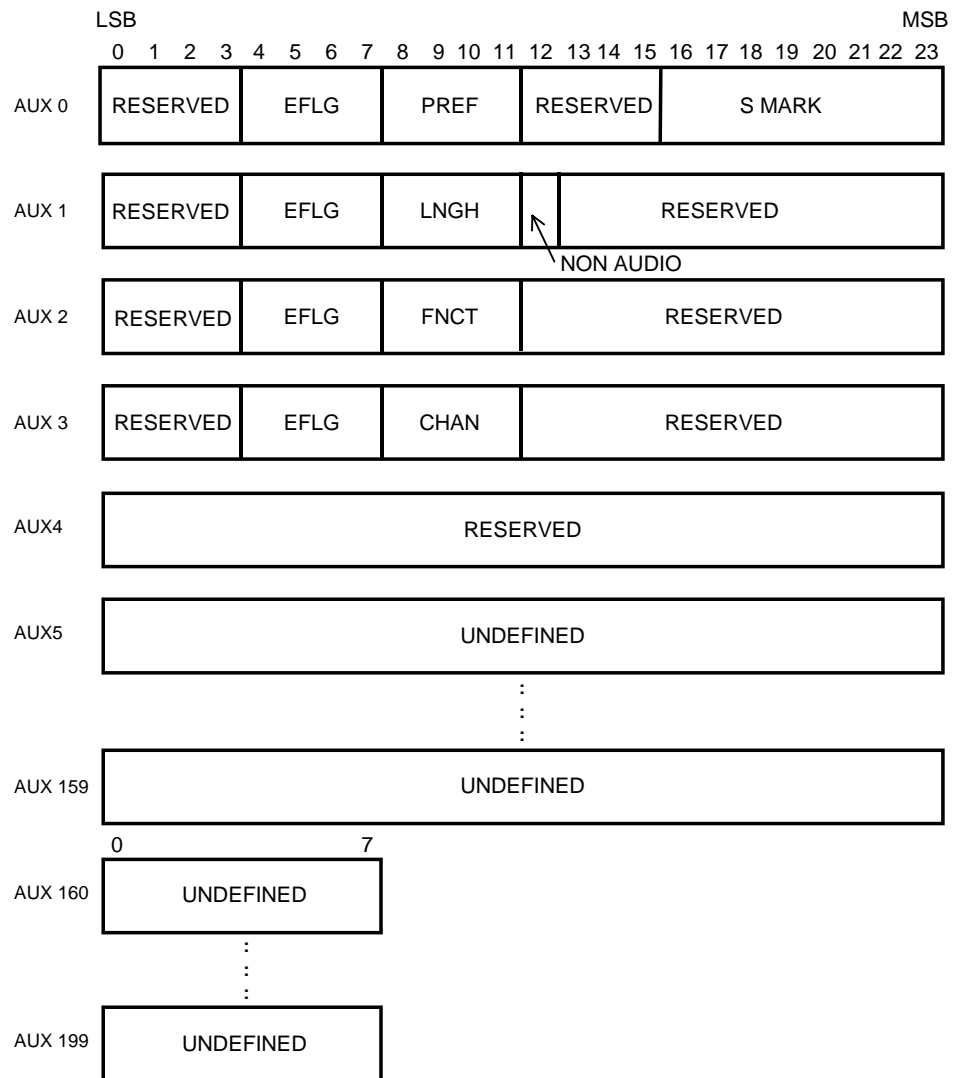 LSB MSB
0 1 2 3 4 5 6 7 8 9 10 11 12 13 14 15 16 17 18 19 20 21 22 23
AUX 0 RESERVED EFLG PREF RESERVED S MARK
AUX 1 RESERVED EFLG LNGH RESERVED
NON AUDIO
AUX 2 RESERVED EFLG FNCT RESERVED
AUX 3 RESERVED EFLG CHAN RESERVED
AUX4 RESERVED
AUX5 UNDEFINED
:
:
:
AUX 159 UNDEFINED
0 7
AUX 160 UNDEFINED
:
:
:
AUX 199 UNDEFINED